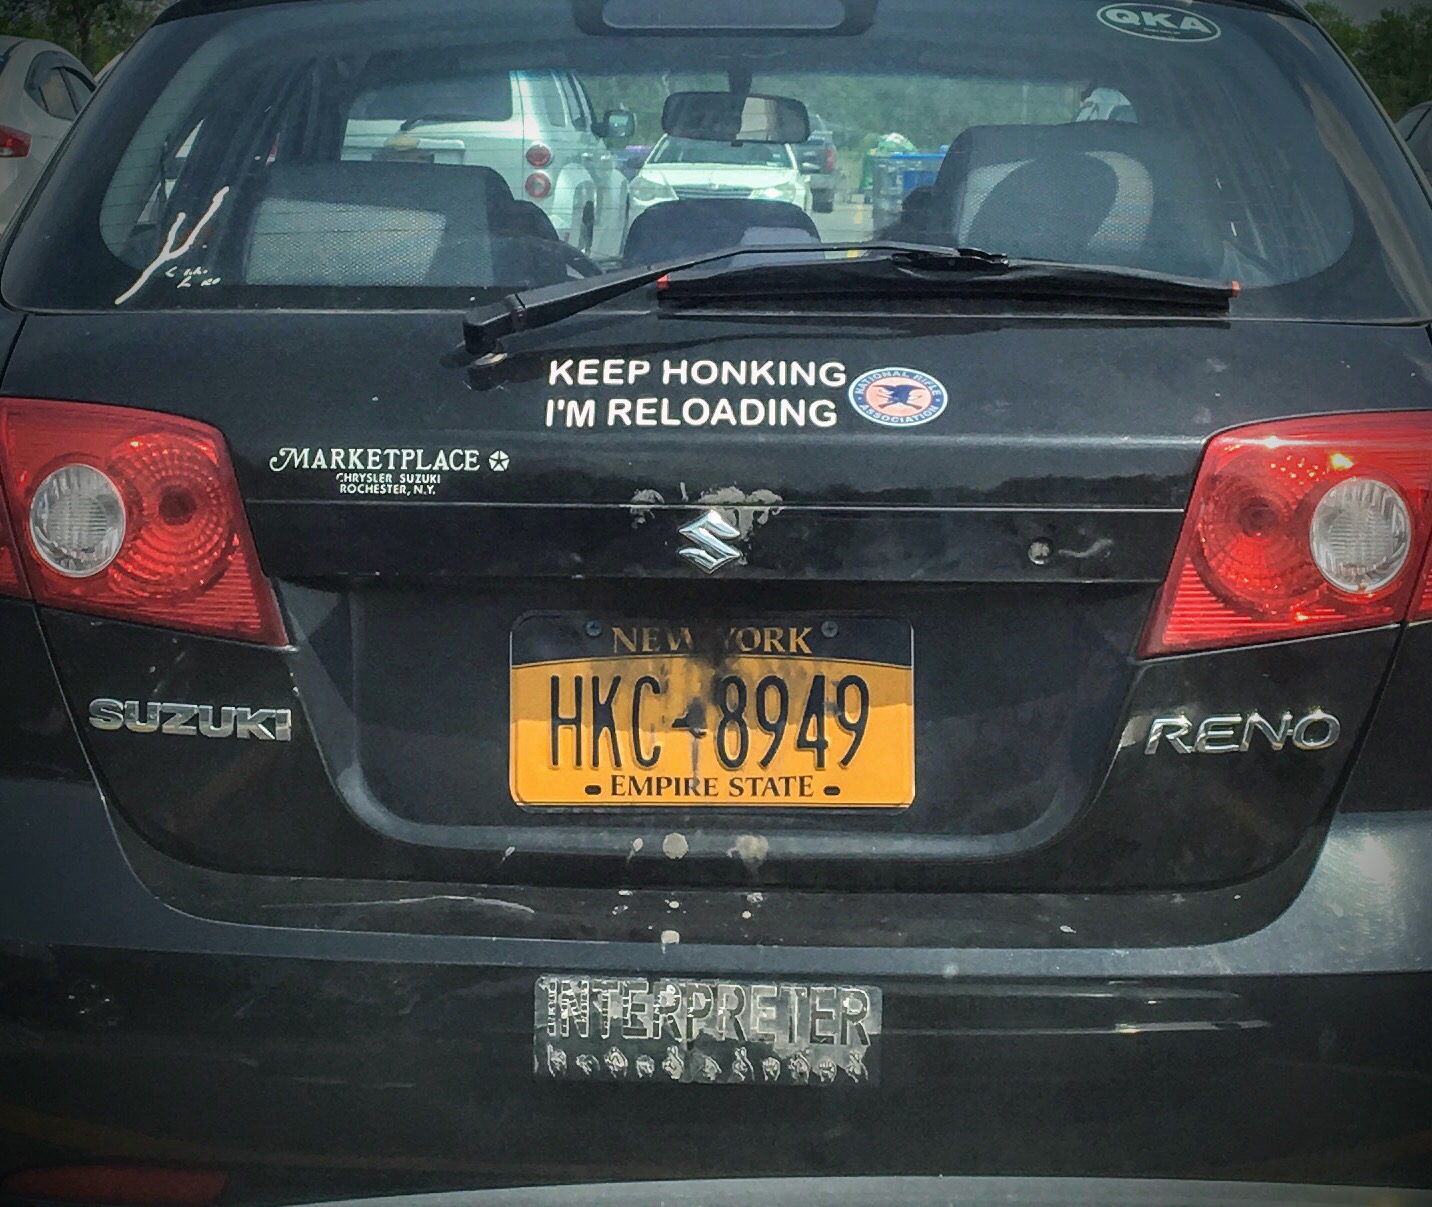 QKA
KEEP HONKING
I'M RELOADING
NATIONAL RIFLE
ASSOCIATION
MARKETPLACE
CHRYSLER SUZUKI
ROCHESTER, N.Y.
NEW YORK
HKC 8949
EMPIRE STATE
SUZUKI
RENO
INTERPRETER